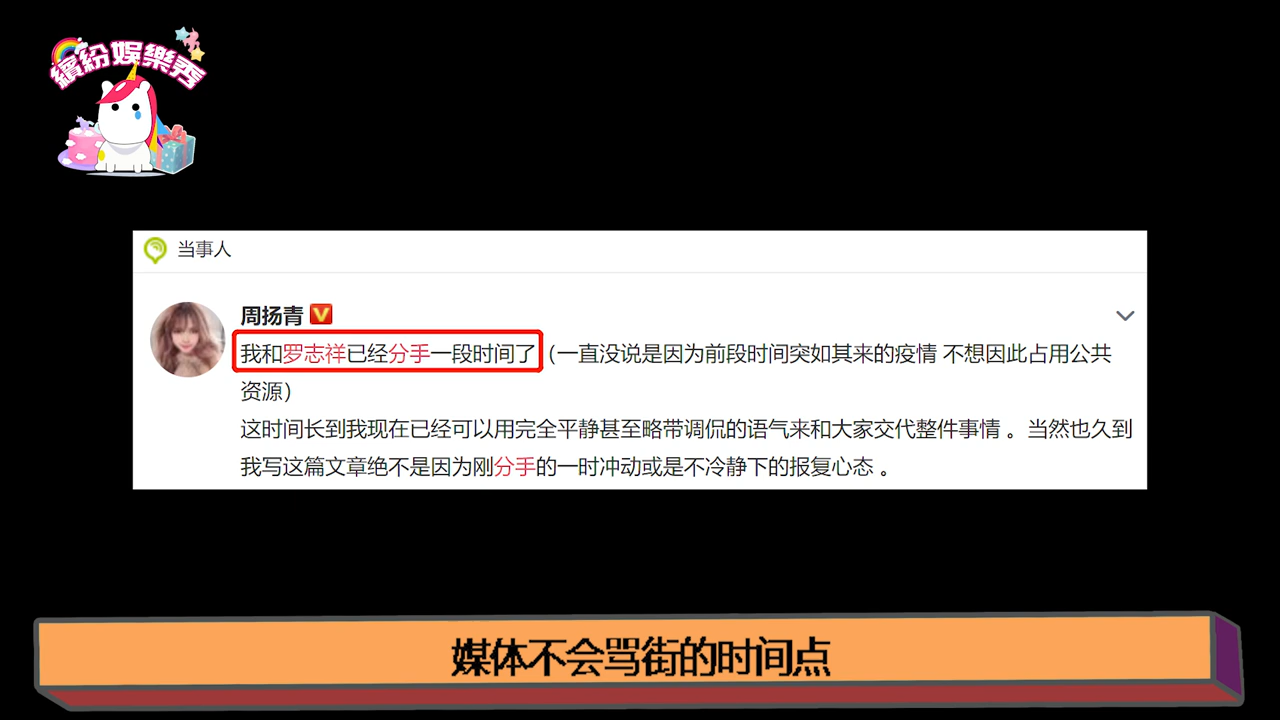 繽紛娛樂秀
当事人
周扬青 V
我和罗志祥已经分手一段时间了（一直没说是因为前段时间突如其来的疫情 不想因此占用公共
资源）
这时间长到我现在已经可以用完全平静甚至略带调侃的语气来和大家交代整件事情 。当然也久到
我写这篇文章绝不是因为刚分手的一时冲动或是不冷静下的报复心态 。
媒体不会骂街的时间点